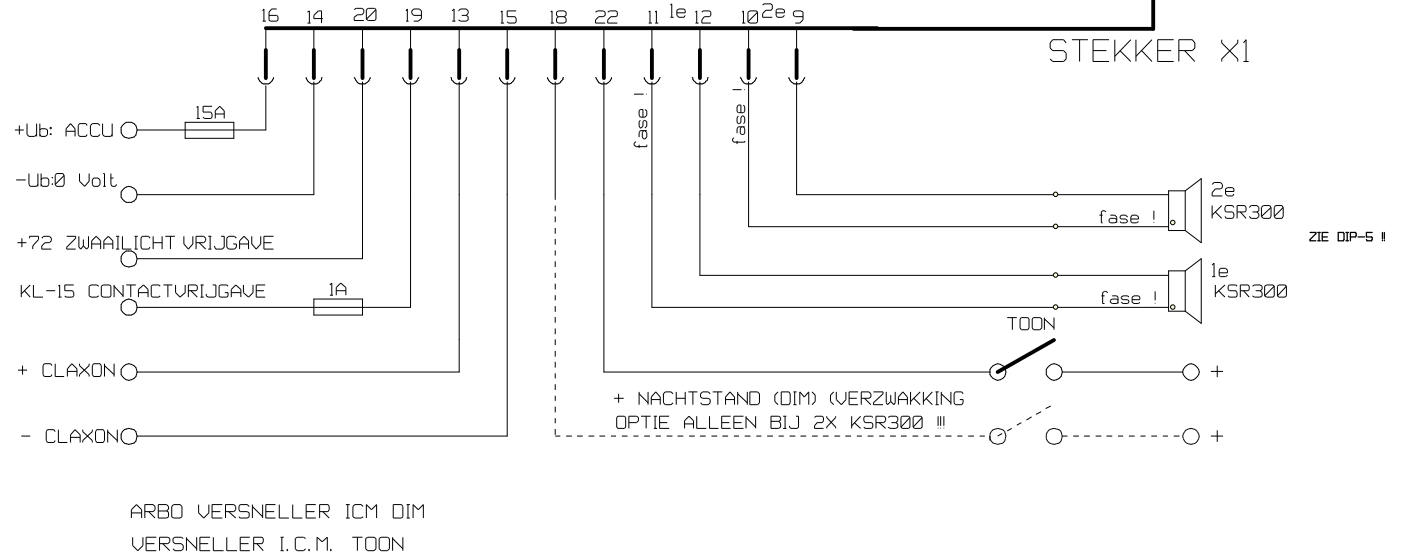 16 14 20 19 13 15 18 22 11 1e 12 10 2e 9
STEKKER X1
15A
fase !
fase !
+Ub: ACCU
-Ub:0 Volt
2e
KSR300
fase !
ZIE DIP-5 !!
+72 ZWAAILICHT VRIJGAVE
KL-15 CONTACTVRIJGAVE
1A
1e
KSR300
fase !
TOON
+ CLAXON
+
+ NACHTSTAND (DIM) (VERZWAKKING
OPTIE ALLEEN BIJ 2X KSR300 !!!
- CLAXON
+
ARBO VERSNELLER ICM DIM
VERSNELLER I.C.M. TOON